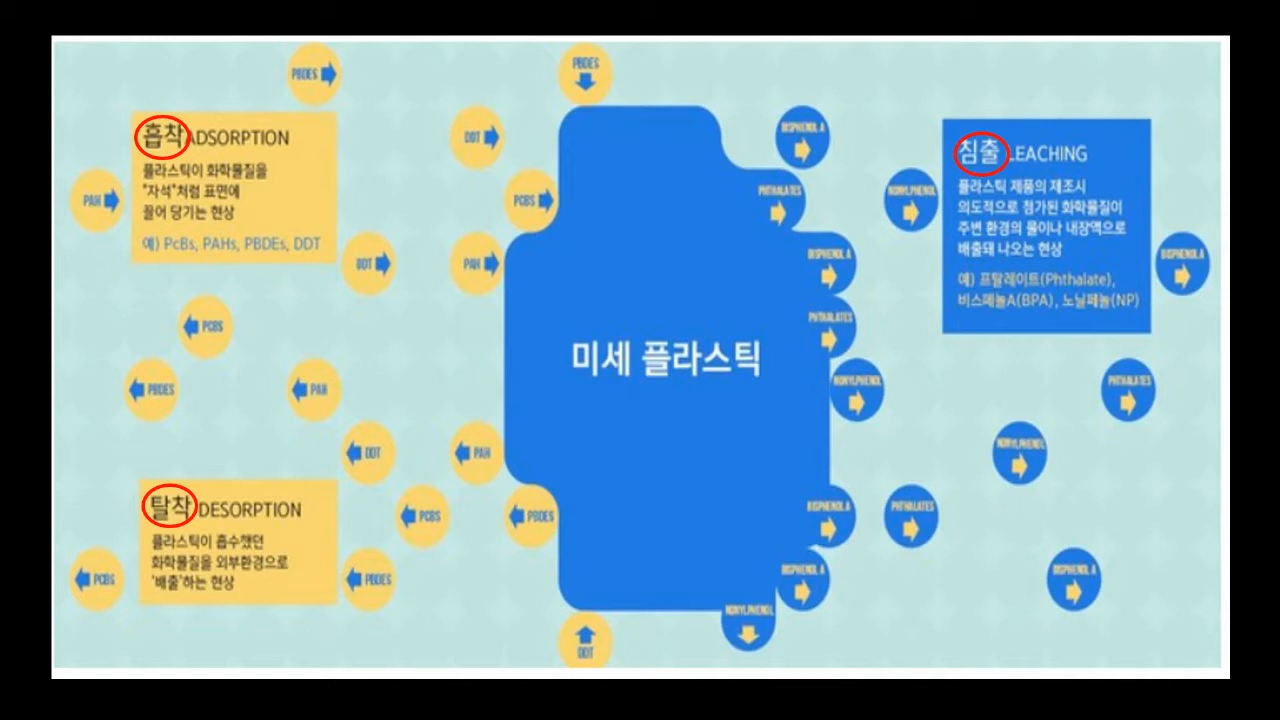 PBDES
PBDES
흡착 ADSORPTION
플라스틱이 화학물질을
"자석"처럼 표면에
끌어 당기는 현상
예) PcBs, PAHs, PBDEs, DDT
DDT
BISPHENOL A
침출 LEACHING
플라스틱 제품의 제조시
의도적으로 첨가된 화학물질이
주변 환경의 물이나 내장액으로
배출돼 나오는 현상
예) 프탈레이트(Phthalate),
비스페놀A(BPA), 노닐페놀(NP)
PAH
PCBS
PHTHALATES
NONYLPHENOL
DDT
PAH
BISPHENOL A
BISPHENOL A
PCBS
PHTHALATES
미세 플라스틱
PBDES
PAH
NONYLPHENOL
PHTHALATES
DDT
PAH
NONYLPHENOL
탈착 DESORPTION
플라스틱이 흡수했던
화학물질을 외부환경으로
'배출'하는 현상
PCBS
PBDES
BISPHENOL A
PHTHALATES
PCBS
PBDES
BISPHENOL A
BISPHENOL A
NONYLPHENOL
DDT